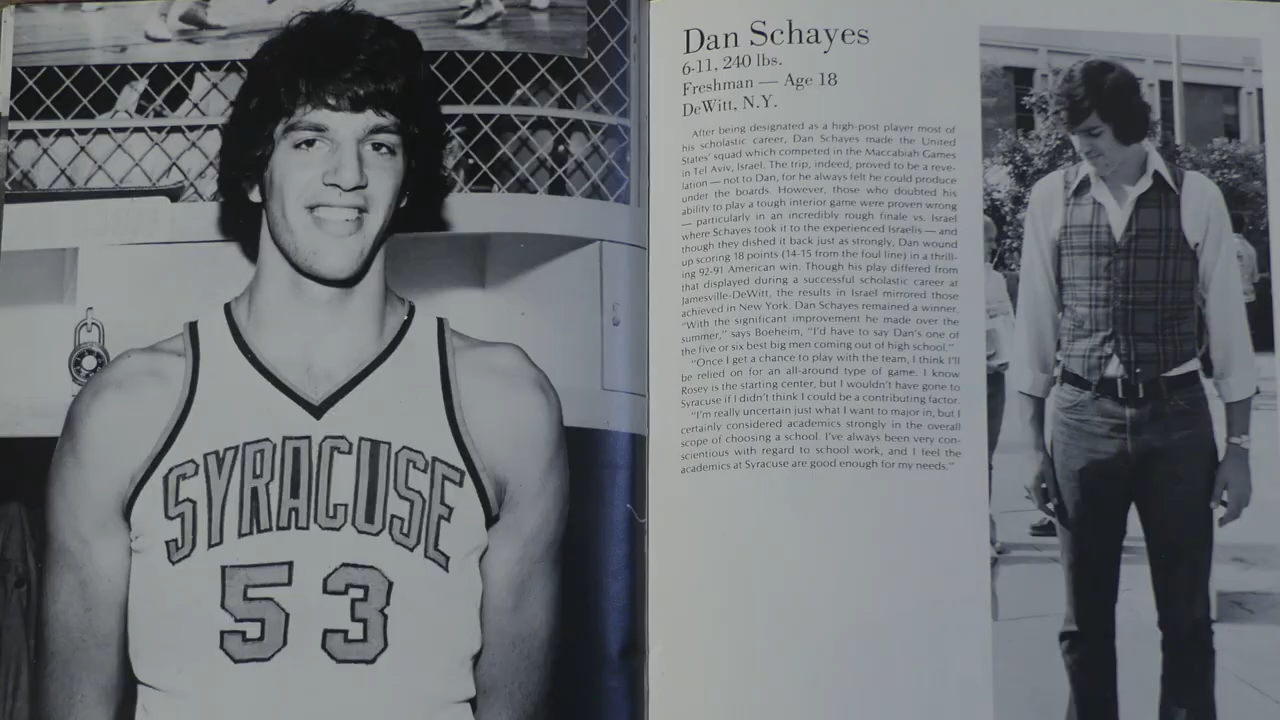 SYRACUSE
53
Dan Schayes
6-11, 240 lbs.
Freshman — Age 18
DeWitt, N.Y.
After being designated as a high-post player most of
his scholastic career, Dan Schayes made the United
States' squad which competed in the Maccabiah Games
in Tel Aviv, Israel. The trip, indeed, proved to be a reve-
lation — not to Dan, for he always felt he could produce
under the boards. However, those who doubted his
ability to play a tough interior game were proven wrong
— particularly in an incredibly rough finale vs. Israel
where Schayes took it to the experienced Israelis — and
though they dished it back just as strongly, Dan wound
up scoring 18 points (14-15 from the foul line) in a thrill-
ing 92-91 American win. Though his play differed from
that displayed during a successful scholastic career at
Jamesville-DeWitt, the results in Israel mirrored those
achieved in New York. Dan Schayes remained a winner.
"With the significant improvement he made over the
summer," says Boeheim, "I'd have to say Dan's one of
the five or six best big men coming out of high school."
"Once I get a chance to play with the team, I think I'll
be relied on for an all-around type of game. I know
Rosey is the starting center, but I wouldn't have gone to
Syracuse if I didn't think I could be a contributing factor.
"I'm really uncertain just what I want to major in, but I
certainly considered academics strongly in the overall
scope of choosing a school. I've always been very con-
scientious with regard to school work, and I feel the
academics at Syracuse are good enough for my needs."